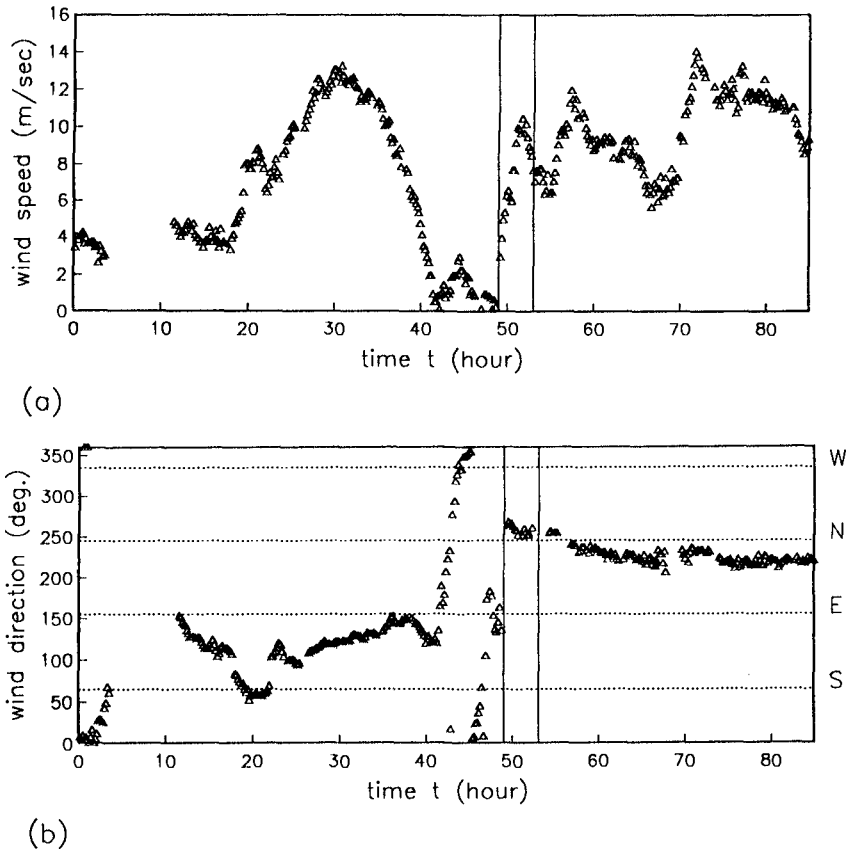 16
14
12
10
8
6
4
2
0
wind speed (m/sec)
0 10 20 30 40 50 60 70 80
time t (hour)
(a)
350
300
250
200
150
100
50
0
wind direction (deg.)
W
N
E
S
0 10 20 30 40 50 60 70 80
time t (hour)
(b)